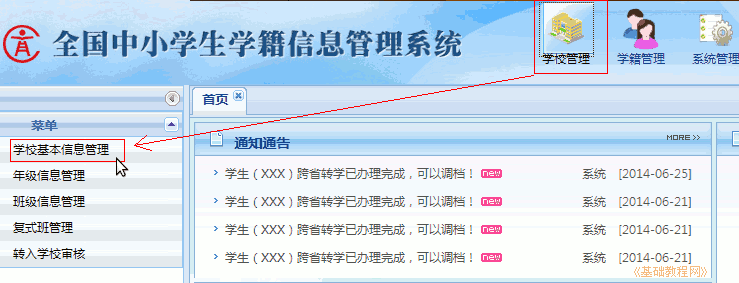 全国中小学生学籍信息管理系统
学校管理 学籍管理 系统管理
首页
菜单
学校基本信息管理
年级信息管理
班级信息管理
复式班管理
转入学校审核
通知通告 MORE >>
学生（XXX）跨省转学已办理完成，可以调档！ new 系统 [2014-06-25]
学生（XXX）跨省转学已办理完成，可以调档！ new 系统 [2014-06-21]
学生（XXX）跨省转学已办理完成，可以调档！ new 系统 [2014-06-21]
学生（XXX）跨省转学已办理完成，可以调档！ new 系统 [2014-06-21]
《基础教程网》